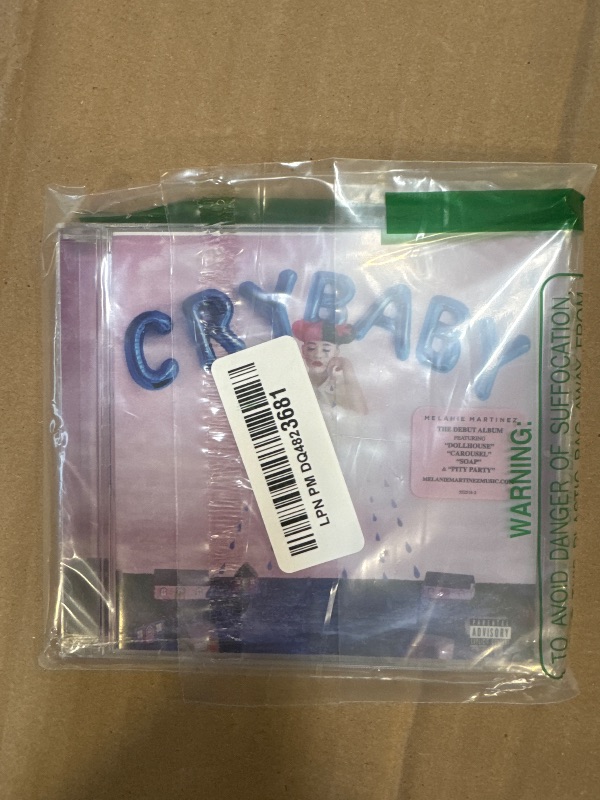 CRYBABY
LPN PM DQ4823681
MELANIE MARTINEZ
THE DEBUT ALBUM
FEATURING
"DOLLHOUSE"
"CAROUSEL"
"SOAP"
& "PITY PARTY"
MELANIEMARTINEZMUSIC.COM
PARENTAL
ADVISORY
WARNING:
TO AVOID DANGER OF SUFFOCATION,